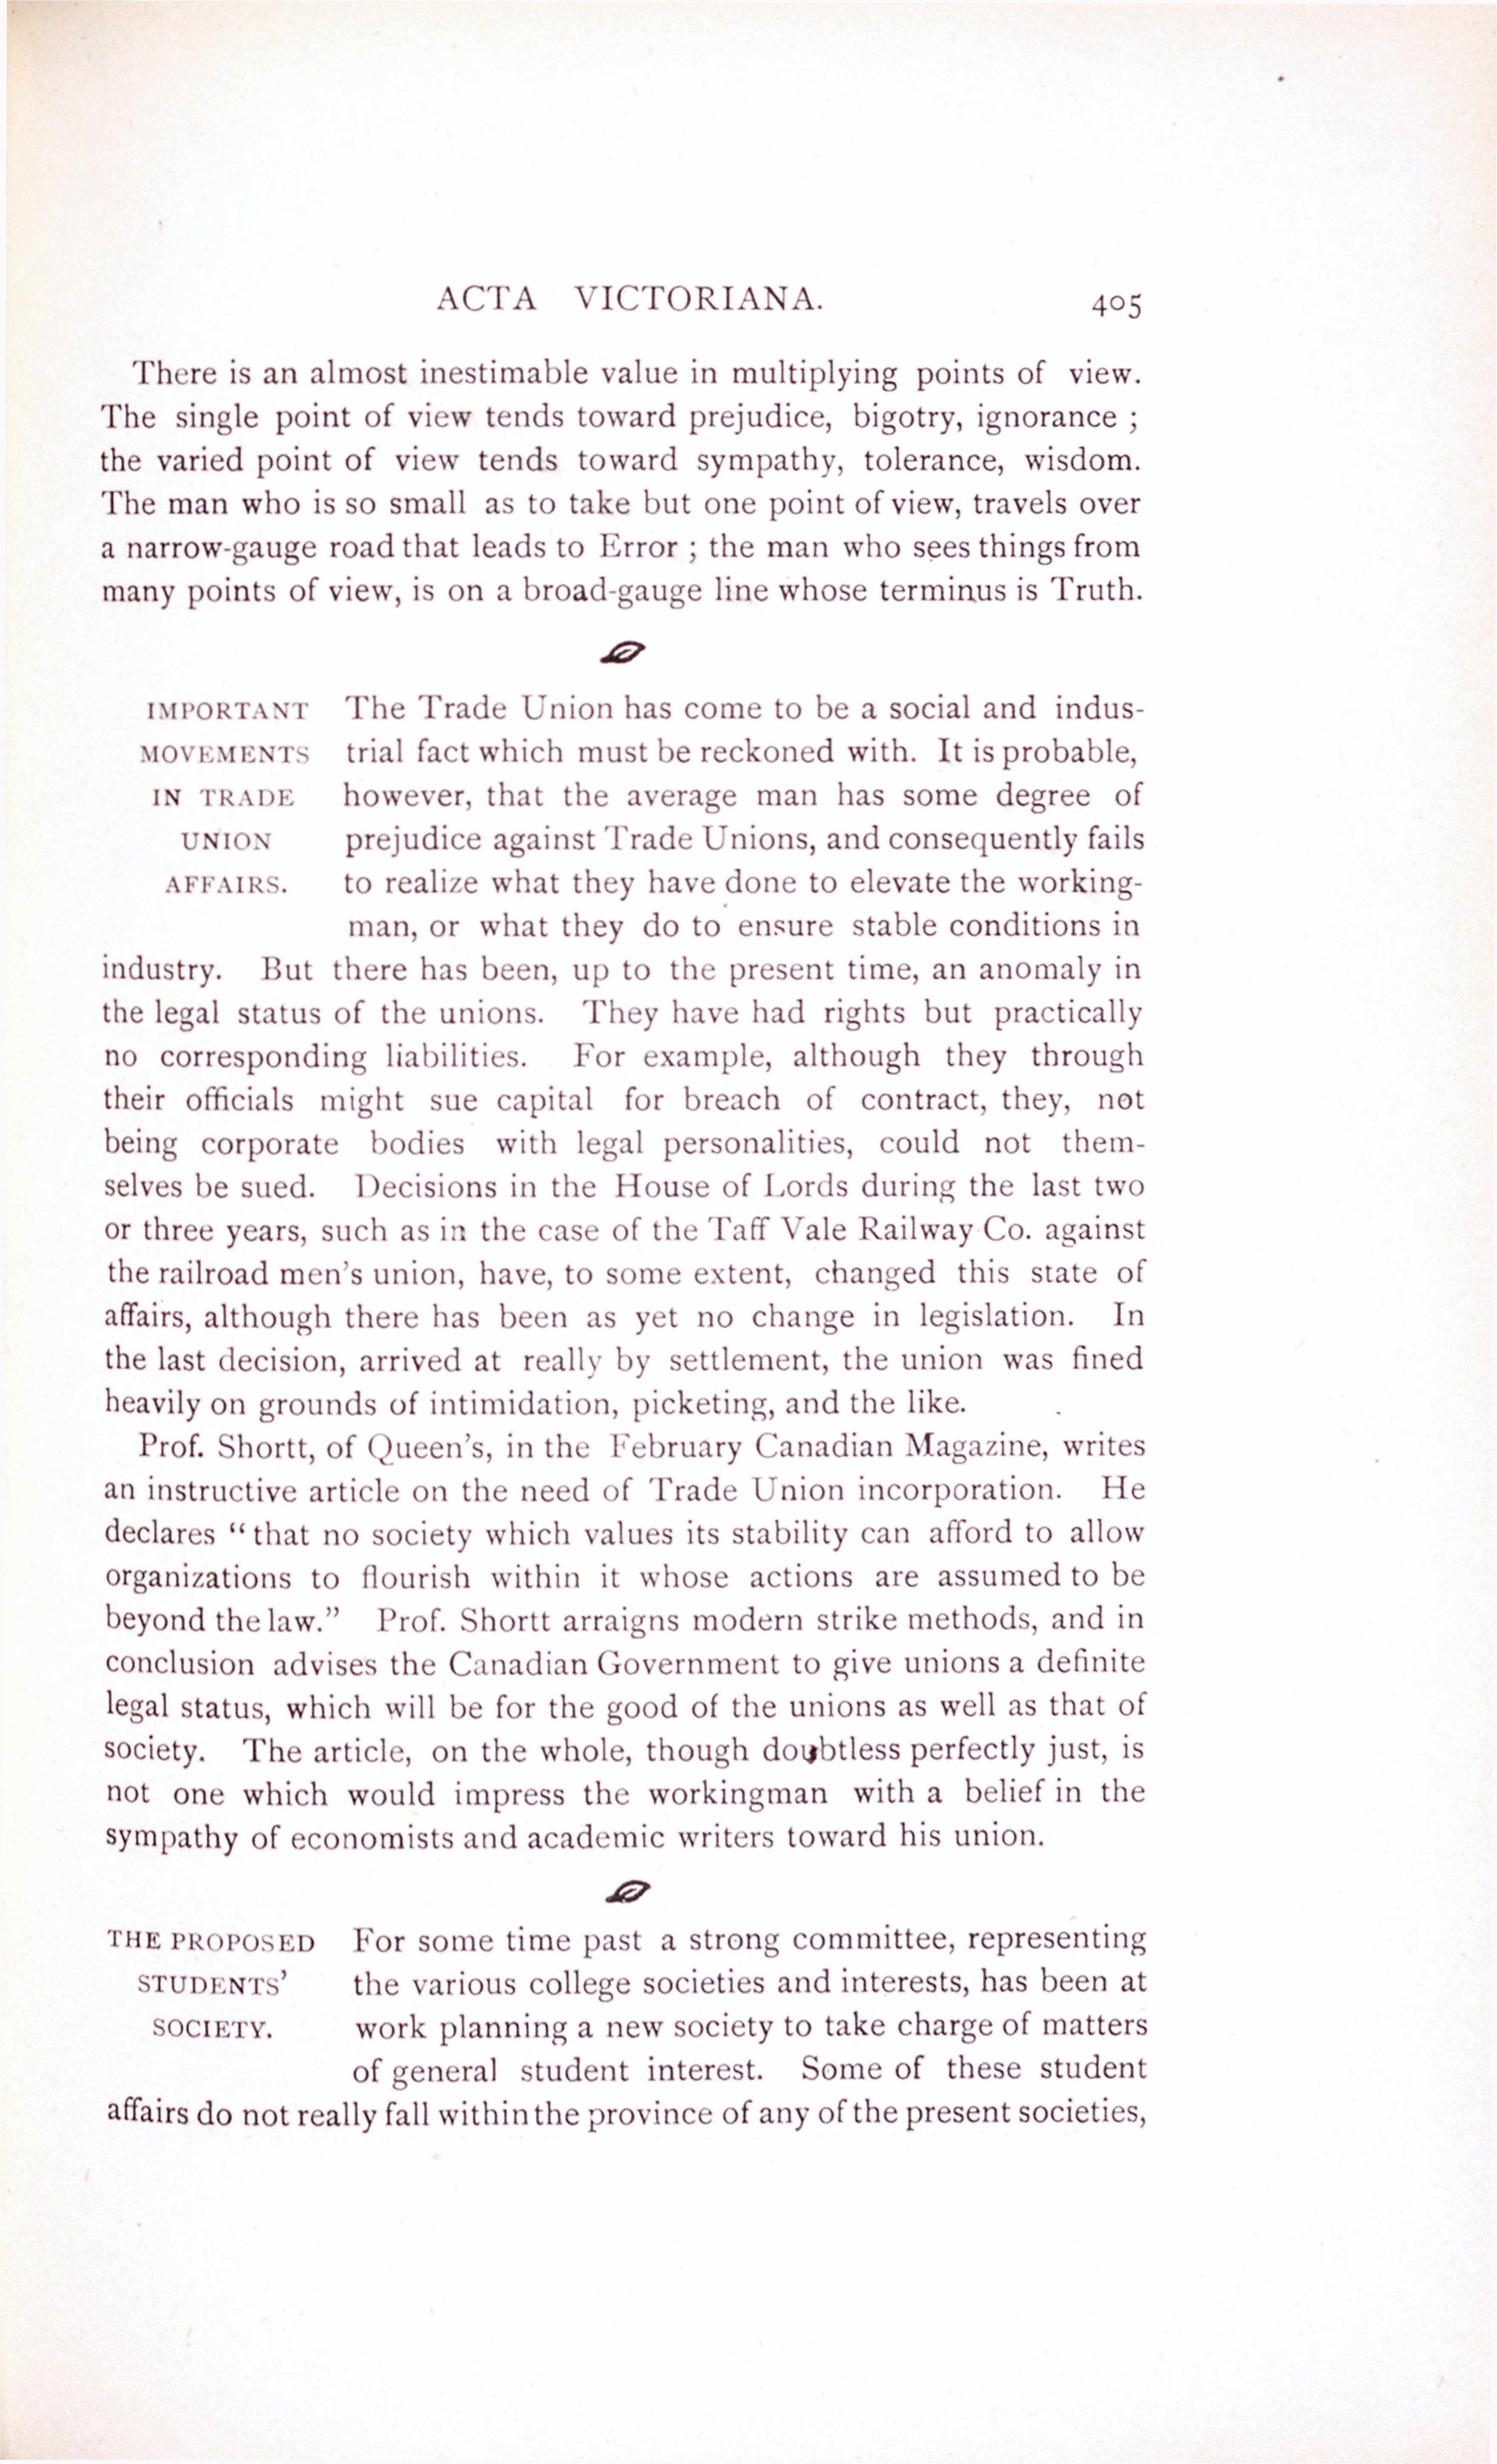 ACTA VICTORIANA. 405
There is an almost inestimable value in multiplying points of view.
The single point of view tends toward prejudice, bigotry, ignorance ;
the varied point of view tends toward sympathy, tolerance, wisdom.
The man who is so small as to take but one point of view, travels over
a narrow-gauge road that leads to Error ; the man who sees things from
many points of view, is on a broad-gauge line whose terminus is Truth.
IMPORTANT
MOVEMENTS
IN TRADE
UNION
AFFAIRS.
The Trade Union has come to be a social and indus-
trial fact which must be reckoned with. It is probable,
however, that the average man has some degree of
prejudice against Trade Unions, and consequently fails
to realize what they have done to elevate the working-
man, or what they do to ensure stable conditions in
industry. But there has been, up to the present time, an anomaly in
the legal status of the unions. They have had rights but practically
no corresponding liabilities. For example, although they through
their officials might sue capital for breach of contract, they, not
being corporate bodies with legal personalities, could not them-
selves be sued. Decisions in the House of Lords during the last two
or three years, such as in the case of the Taff Vale Railway Co. against
the railroad men's union, have, to some extent, changed this state of
affairs, although there has been as yet no change in legislation. In
the last decision, arrived at really by settlement, the union was fined
heavily on grounds of intimidation, picketing, and the like.
Prof. Shortt, of Queen's, in the February Canadian Magazine, writes
an instructive article on the need of Trade Union incorporation. He
declares “that no society which values its stability can afford to allow
organizations to flourish within it whose actions are assumed to be
beyond the law.” Prof. Shortt arraigns modern strike methods, and in
conclusion advises the Canadian Government to give unions a definite
legal status, which will be for the good of the unions as well as that of
society. The article, on the whole, though doubtless perfectly just, is
not one which would impress the workingman with a belief in the
sympathy of economists and academic writers toward his union.
THE PROPOSED
STUDENTS'
SOCIETY.
For some time past a strong committee, representing
the various college societies and interests, has been at
work planning a new society to take charge of matters
of general student interest. Some of these student
affairs do not really fall within the province of any of the present societies,